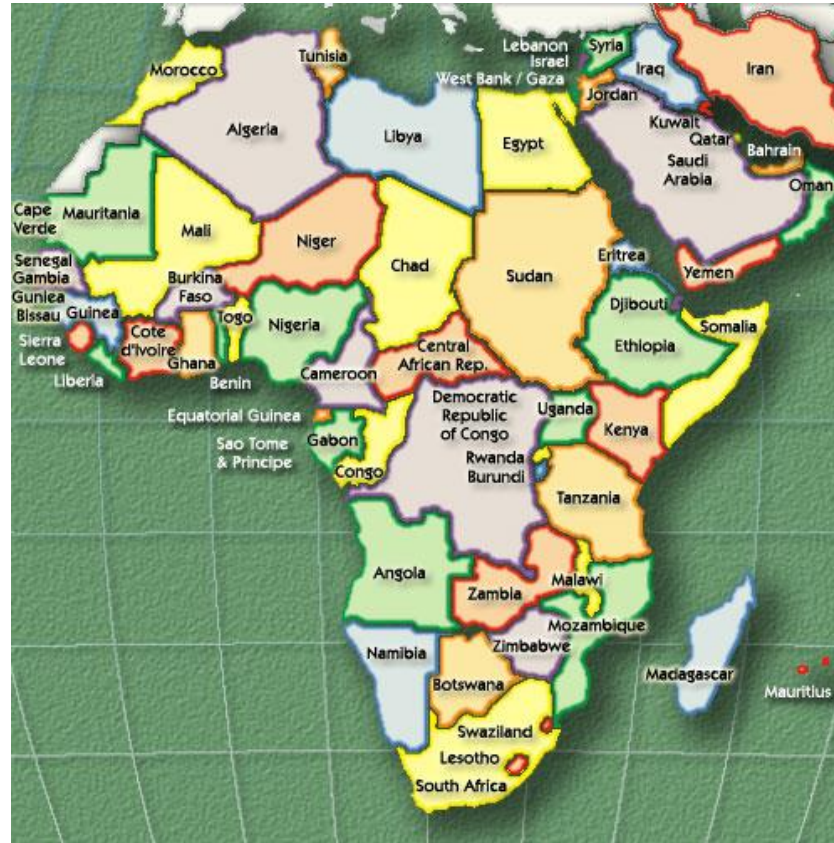 Lebanon
Israel
West Bank / Gaza
Syria
Iraq
Iran
Jordan
Kuwait
Qatar
Bahrain
Saudi
Arabia
Oman
Yemen
Morocco
Tunisia
Algeria
Libya
Egypt
Cape
Verde
Mauritania
Mali
Niger
Chad
Sudan
Eritrea
Senegal
Gambia
Guniea
Bissau
Guinea
Burkina
Faso
Togo
Nigeria
Djibouti
Somalia
Ethiopia
Sierra
Leone
Cote
d'Ivoire
Ghana
Liberia
Benin
Cameroon
Central
African Rep.
Equatorial Guinea
Sao Tome
& Principe
Gabon
Congo
Democratic
Republic
of Congo
Uganda
Kenya
Rwanda
Burundi
Tanzania
Angola
Zambia
Malawi
Mozambique
Namibia
Zimbabwe
Botswana
Madagascar
Mauritius
Swaziland
Lesotho
South Africa